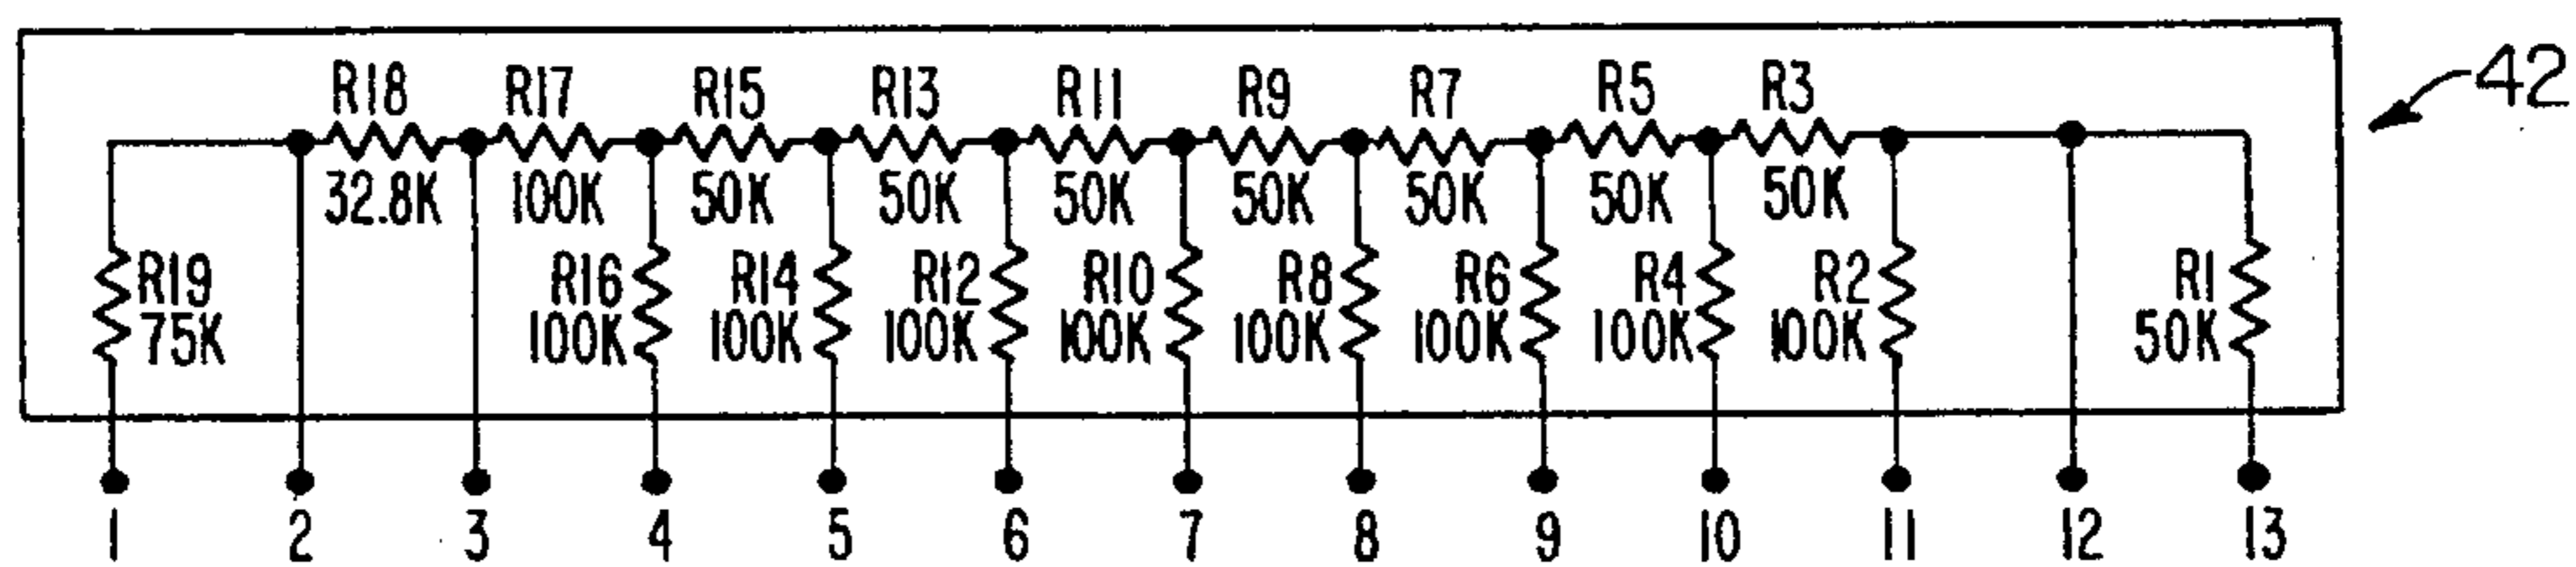 R18 R17 R15 R13 R11 R9 R7 R5 R3
42
32.8K 100K 50K 50K 50K 50K 50K 50K 50K
R19 R16 R14 R12 R10 R8 R6 R4 R2 R1
75K 100K 100K 100K 100K 100K 100K 100K 100K 50K
1 2 3 4 5 6 7 8 9 10 11 12 13